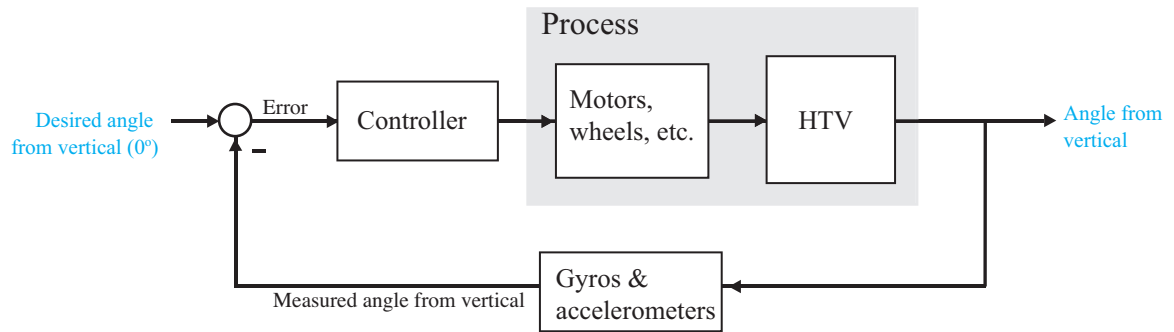 Process
Desired angle
from vertical (0º)
Error
Controller
Motors,
wheels, etc.
HTV
Angle from
vertical
–
Measured angle from vertical
Gyros &
accelerometers